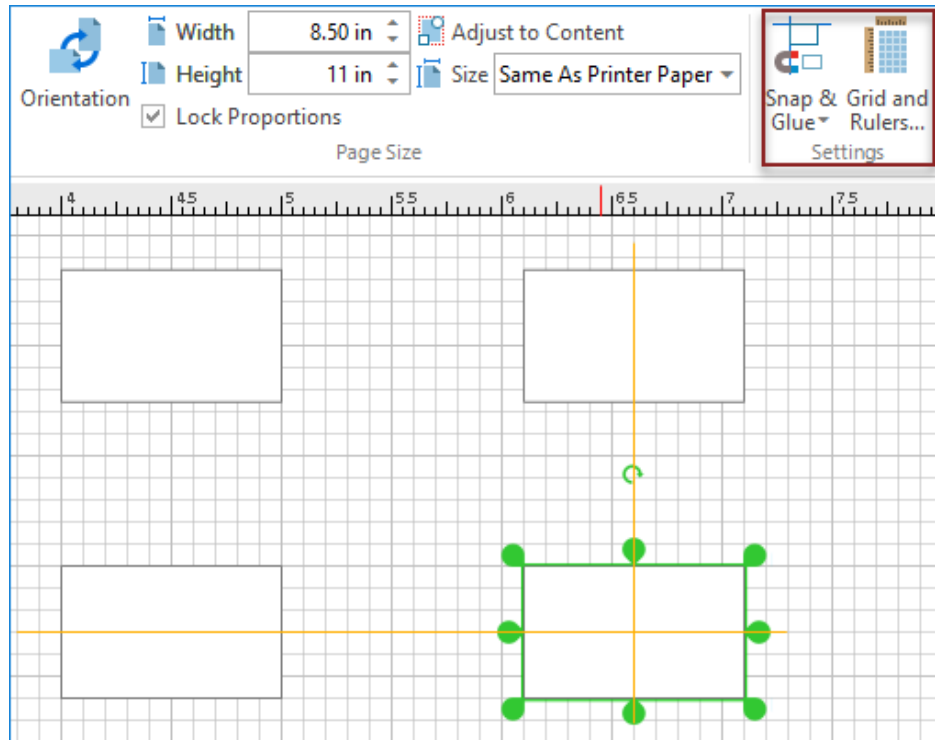 Orientation
Width 8.50 in
Height 11 in
Lock Proportions
Adjust to Content
Size Same As Printer Paper
Page Size
Snap &
Glue
Grid and
Rulers...
Settings
4 4.5 5 5.5 6 6.5 7 7.5